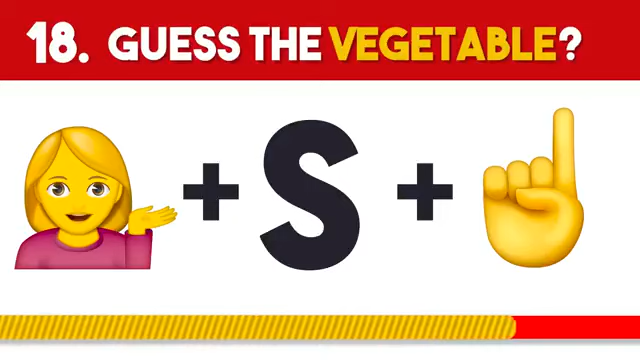 18. GUESS THE VEGETABLE?
+ S +